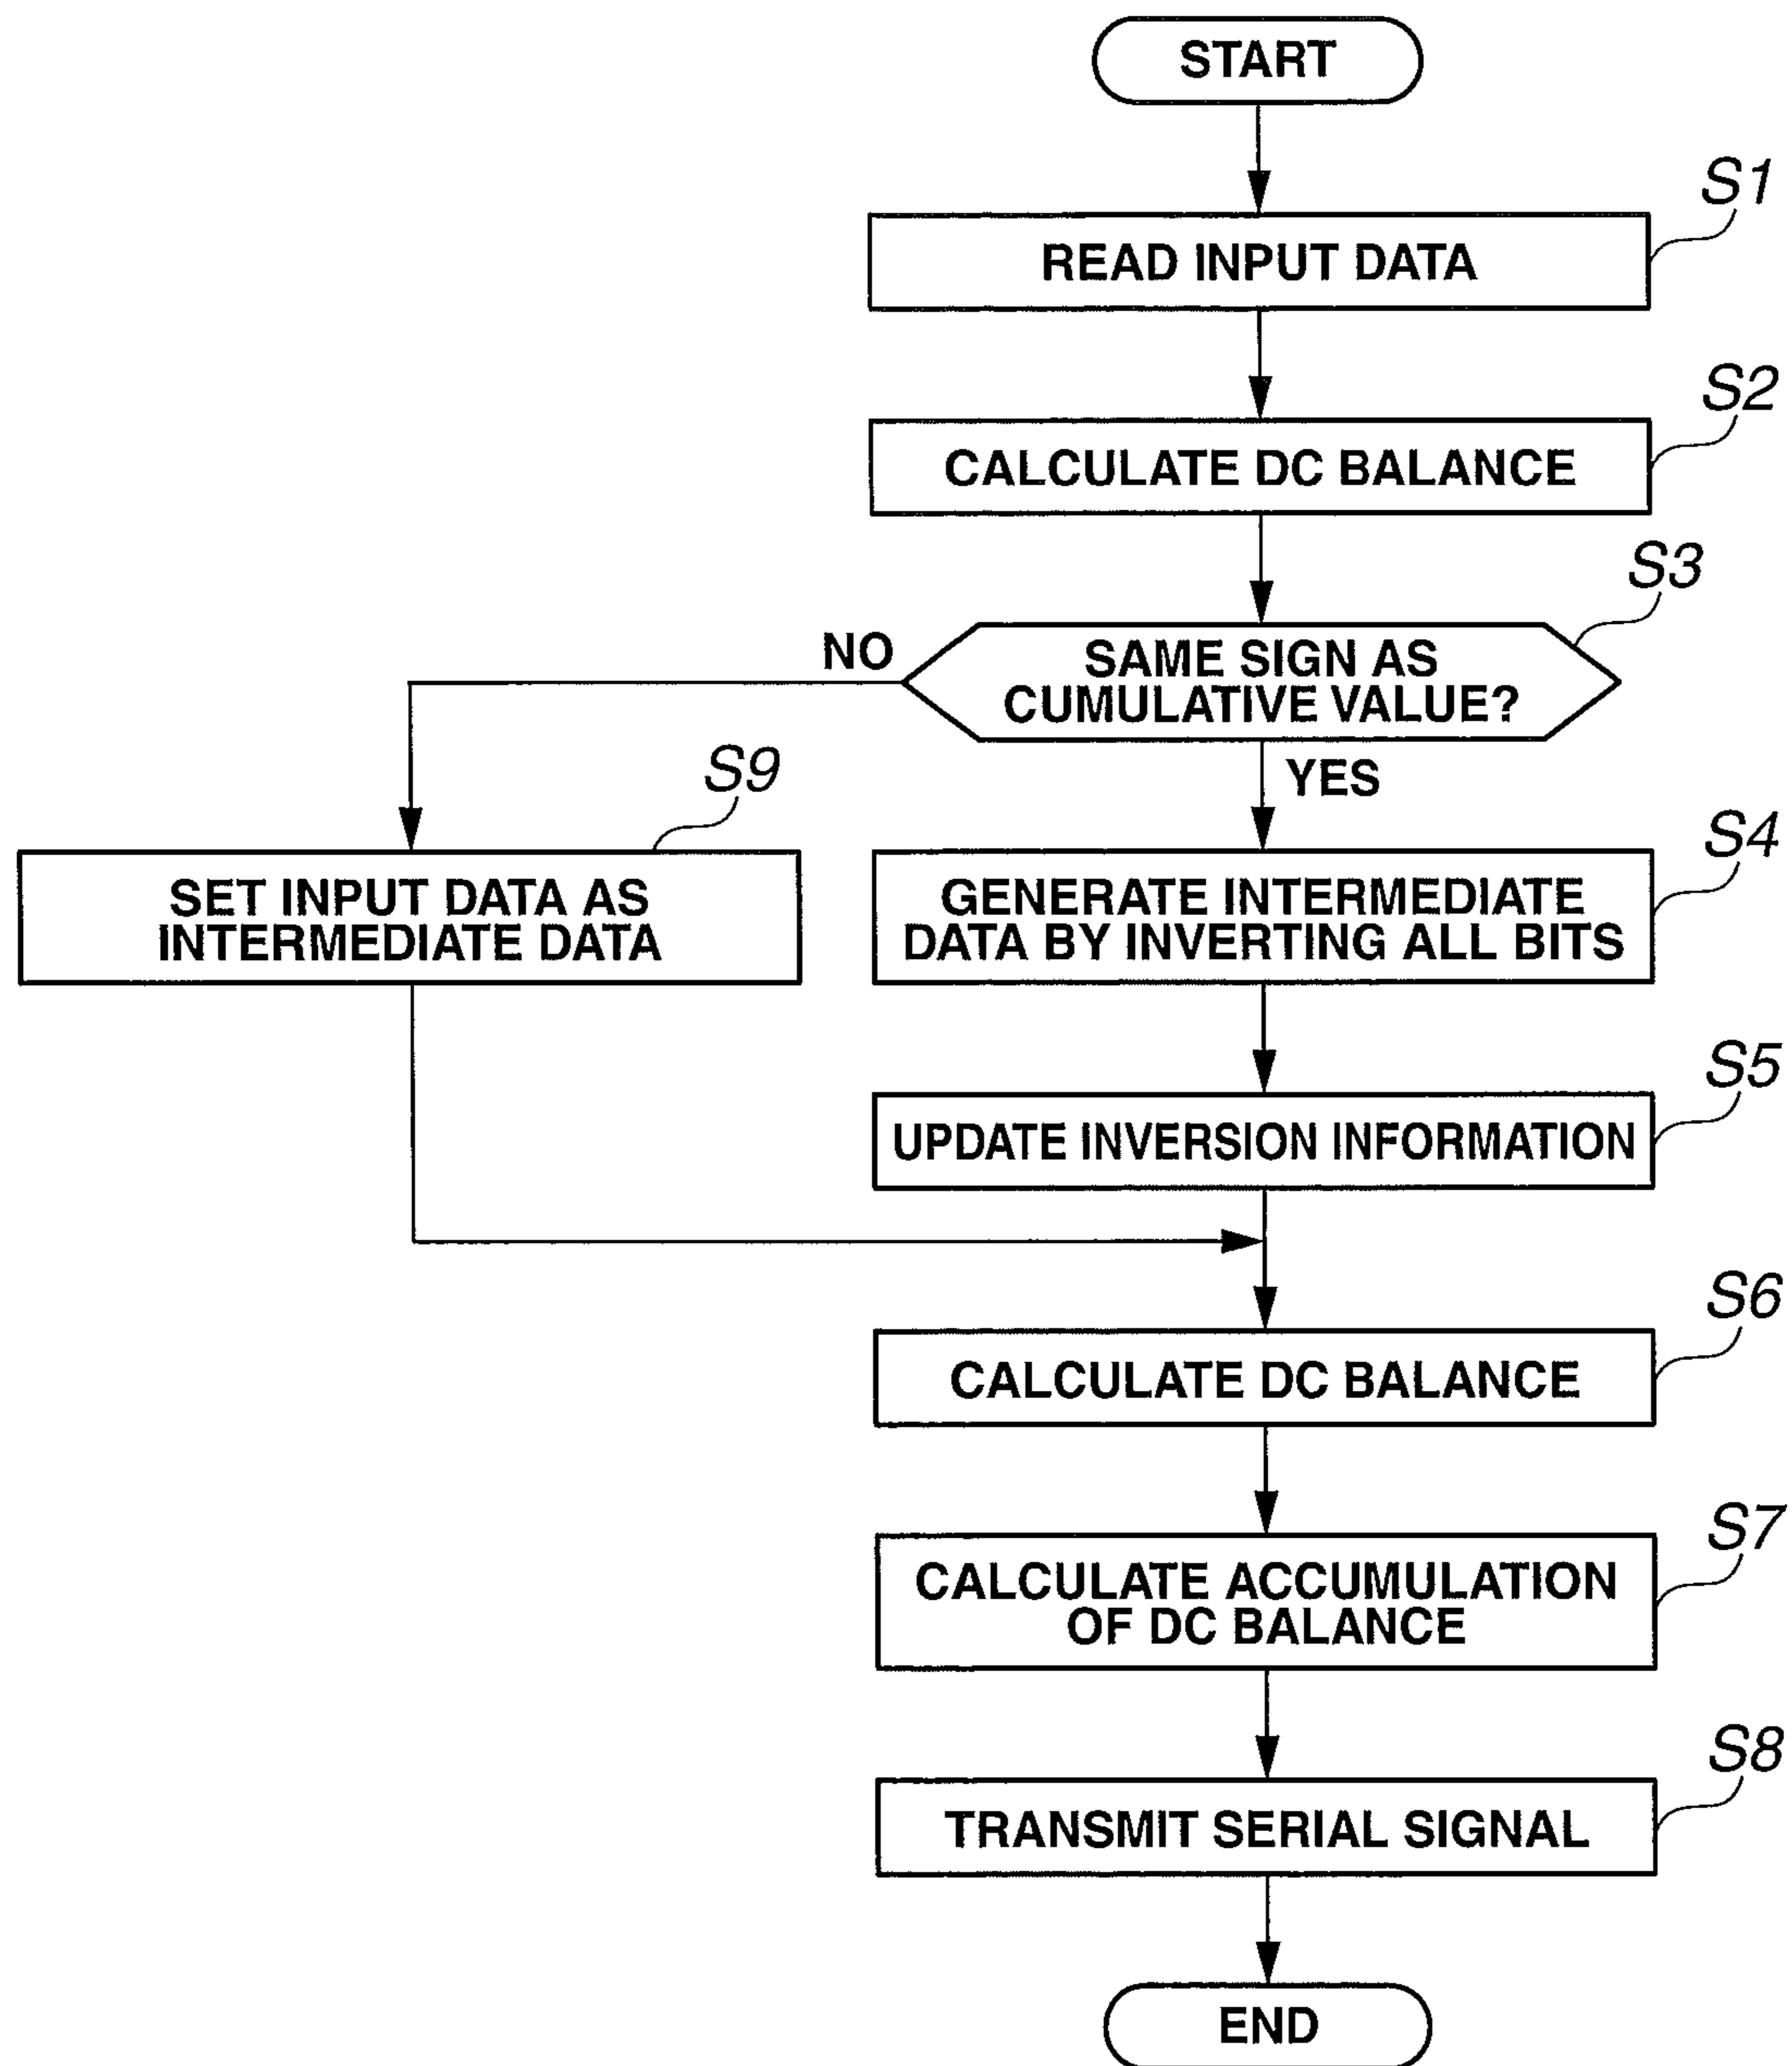 START
S1
READ INPUT DATA
S2
CALCULATE DC BALANCE
S3
NO
SAME SIGN AS
CUMULATIVE VALUE?
YES
S9
SET INPUT DATA AS
INTERMEDIATE DATA
S4
GENERATE INTERMEDIATE
DATA BY INVERTING ALL BITS
S5
UPDATE INVERSION INFORMATION
S6
CALCULATE DC BALANCE
S7
CALCULATE ACCUMULATION
OF DC BALANCE
S8
TRANSMIT SERIAL SIGNAL
END